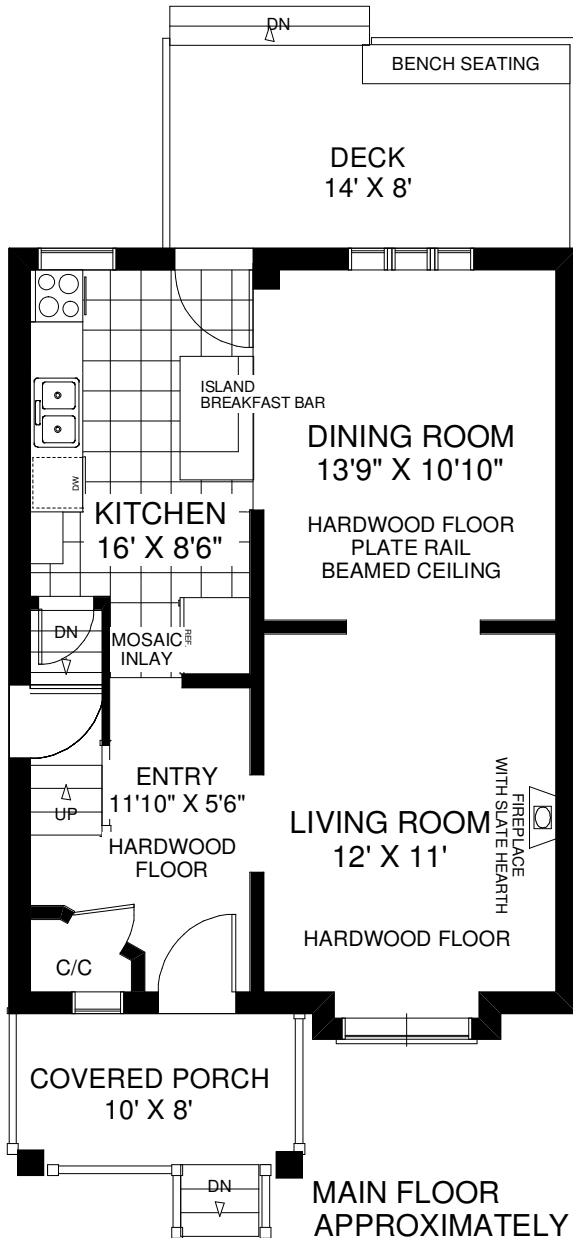 DN
BENCH SEATING
DECK
14' X 8'
ISLAND
BREAKFAST BAR
DINING ROOM
13'9" X 10'10"
HARDWOOD FLOOR
PLATE RAIL
BEAMED CEILING
DW
KITCHEN
16' X 8'6"
DN
MOSAIC
INLAY
REF.
ENTRY
11'10" X 5'6"
HARDWOOD
FLOOR
UP
LIVING ROOM
12' X 11'
FIREPLACE
WITH SLATE HEARTH
HARDWOOD FLOOR
C/C
COVERED PORCH
10' X 8'
DN
MAIN FLOOR
APPROXIMATELY